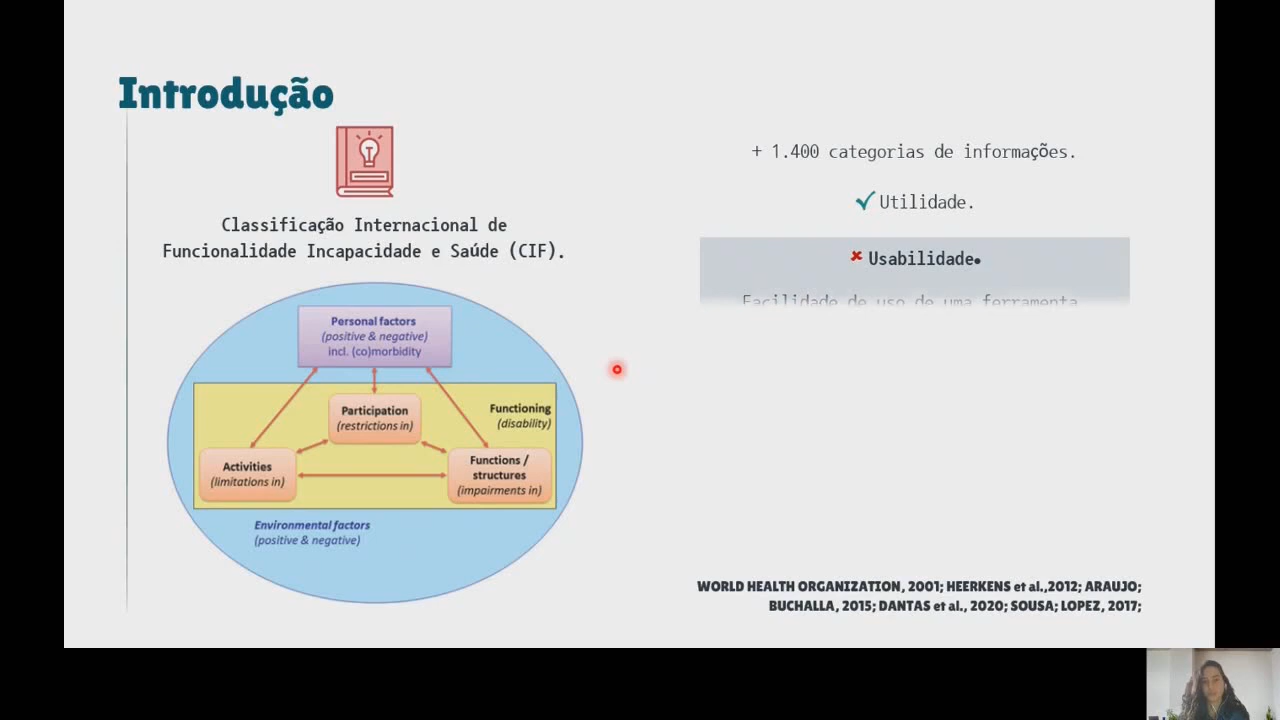 Introdução
Classificação Internacional de
Funcionalidade Incapacidade e Saúde (CIF).
Personal factors
(positive & negative)
incl. (co)morbidity
Participation
(restrictions in)
Functioning
(disability)
Activities
(limitations in)
Functions /
structures
(impairments in)
Environmental factors
(positive & negative)
+ 1.400 categorias de informações.
Utilidade.
Usabilidade.
Facilidade de uso de uma ferramenta
WORLD HEALTH ORGANIZATION, 2001; HEERKENS et al.,2012; ARAUJO;
BUCHALLA, 2015; DANTAS et al., 2020; SOUSA; LOPEZ, 2017;